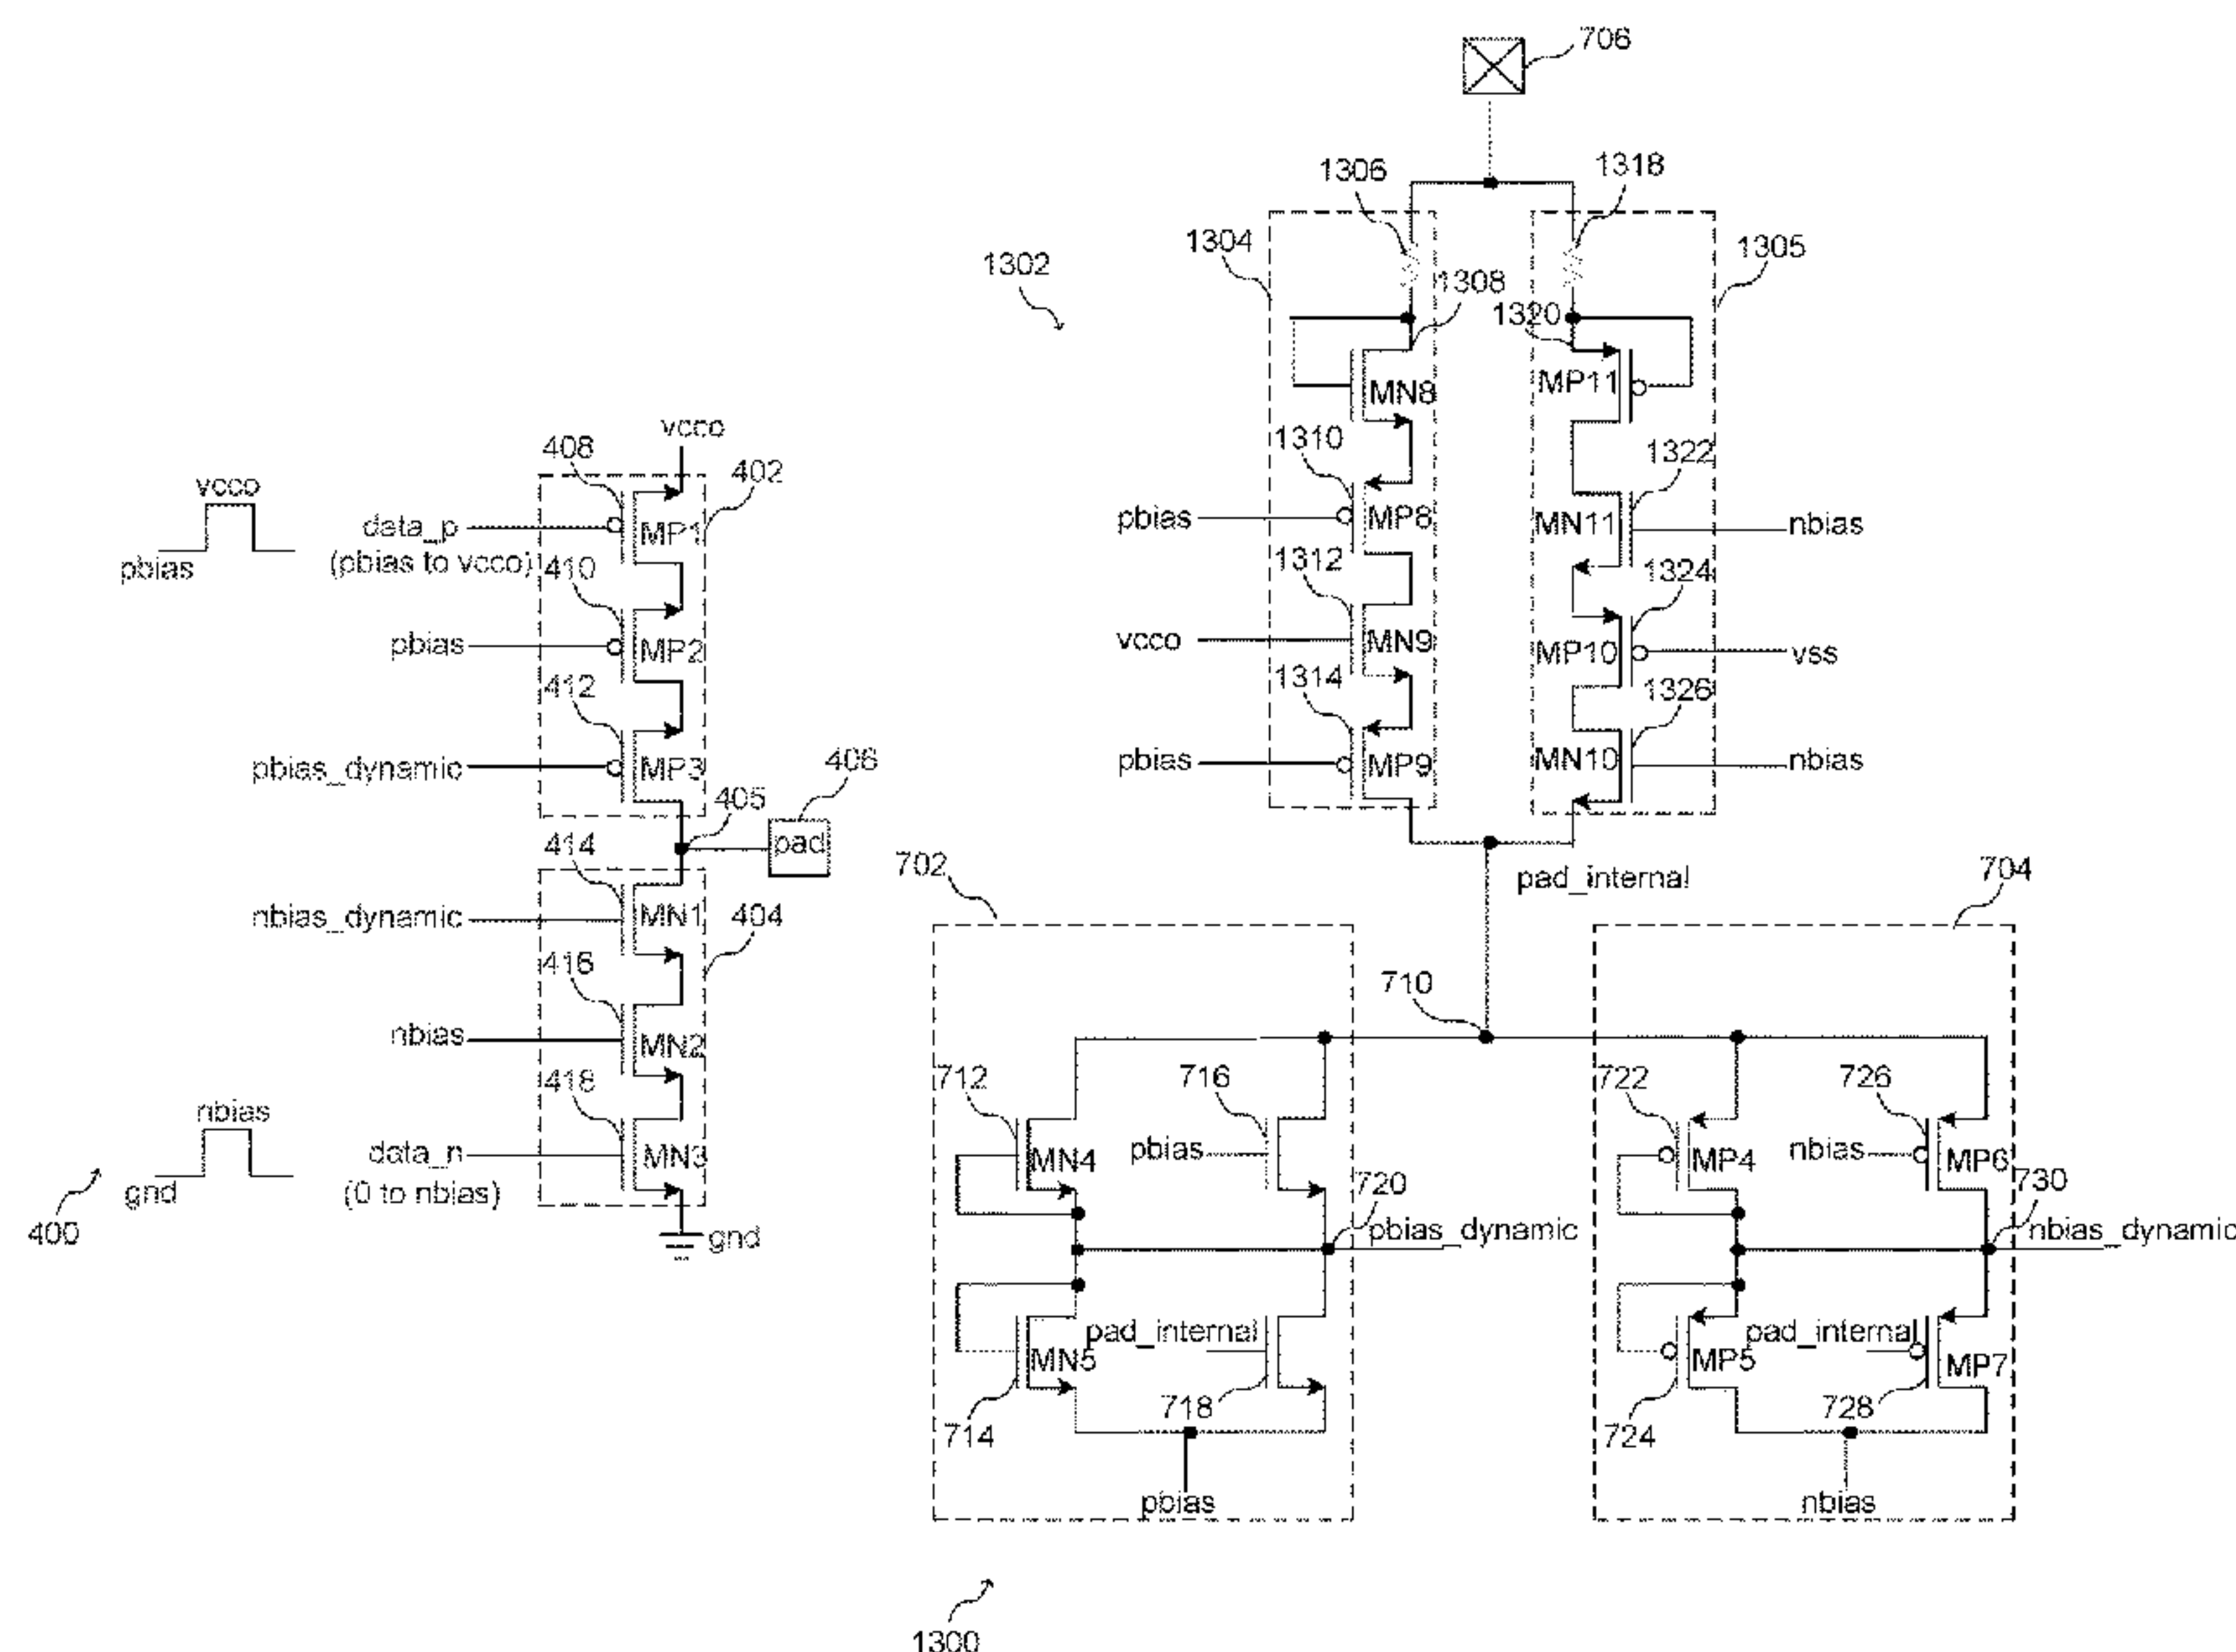 706
1306
1318
1304
1305
1302
1308
1320
MN8
MP11
vcco
408
402
1310
1322
vcco
data_p
MP1
pbias
MP8
MN11
nbias
pbias
(pbias to vcco)
410
1312
1324
pbias
MP2
vcco
MN9
MP10
vss
412
1314
1326
pbias_dynamic
MP3
pbias
MP9
MN10
nbias
405
406
pad
414
702
pad_internal
704
nbias_dynamic
MN1
404
416
710
nbias
MN2
418
712
716
722
726
nbias
data_n
MN3
MN4
pbias
MP4
nbias
MP6
gnd
(0 to nbias)
720
730
400
gnd
pbias_dynamic
nbias_dynamic
MN5
pad_internal
MP5
pad_internal
MP7
714
718
724
728
pbias
nbias
1300